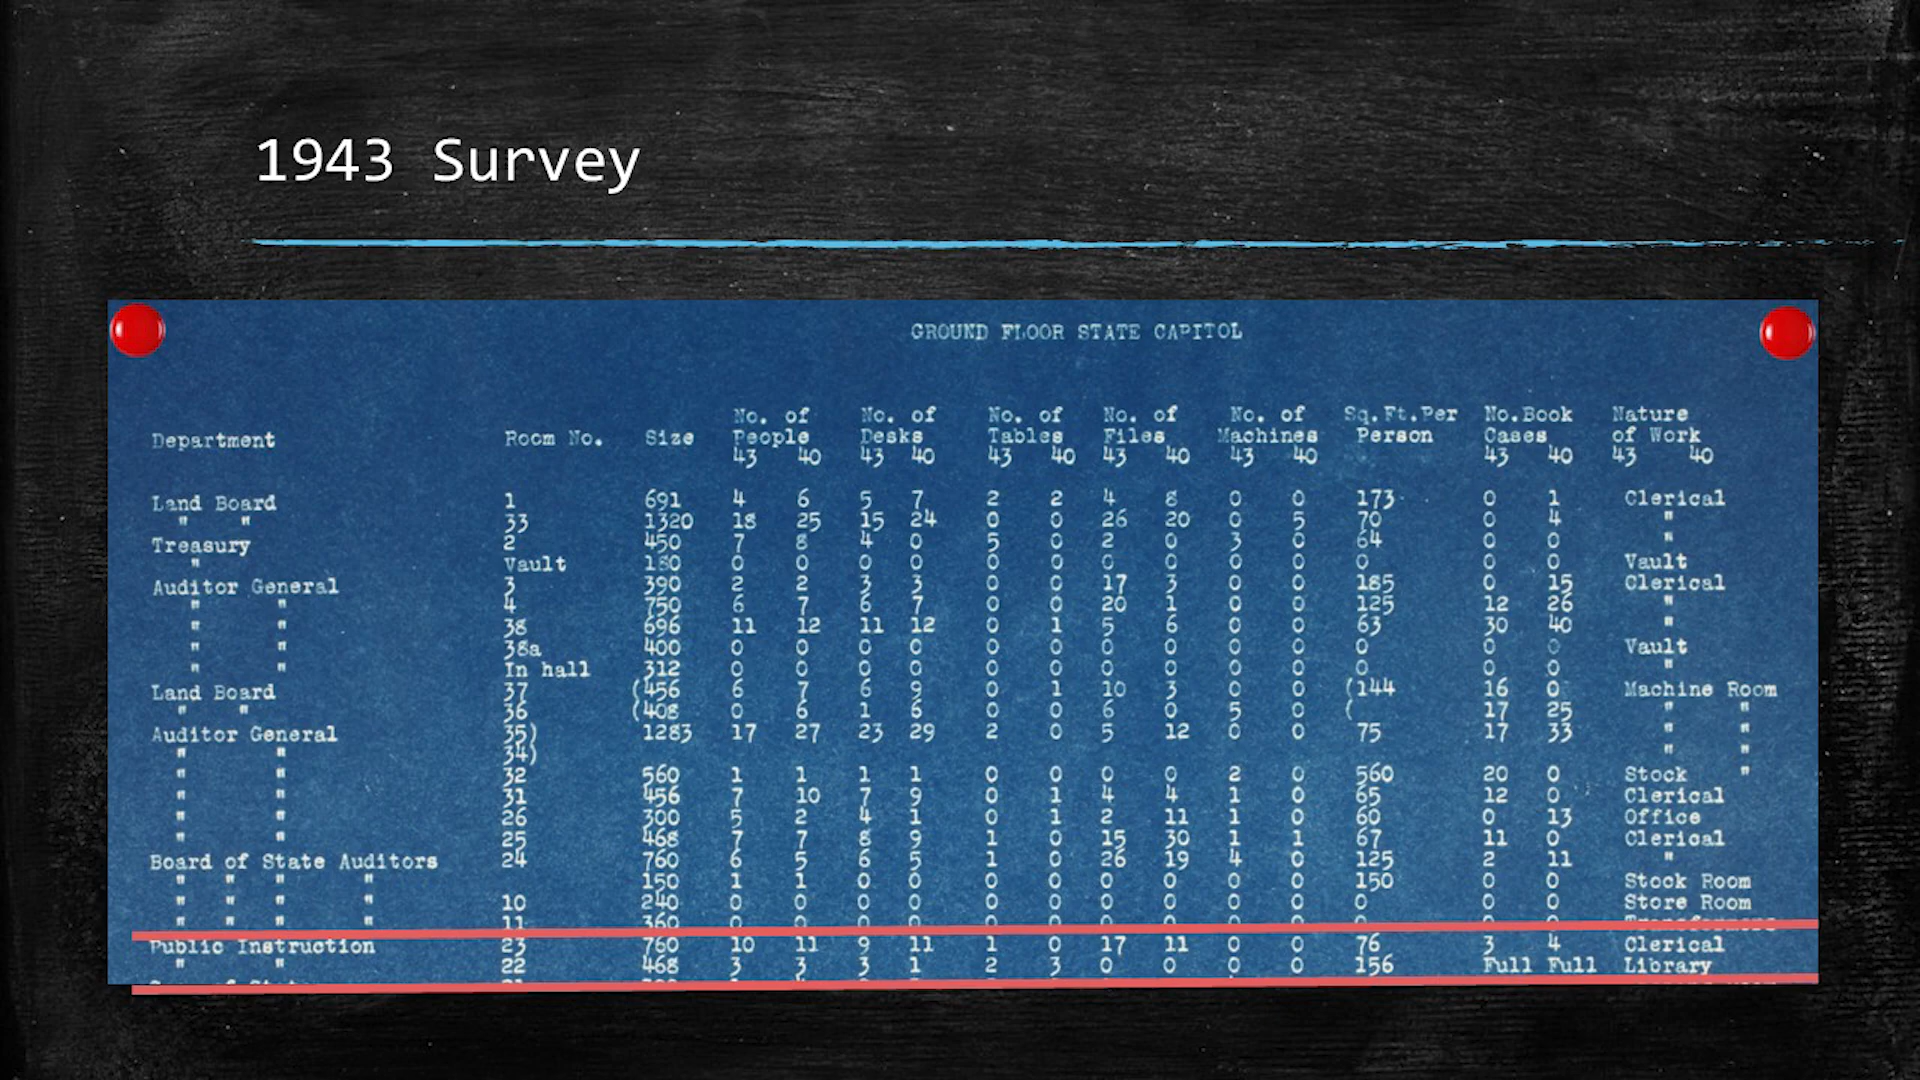 1943 Survey
GROUND FLOOR STATE CAPITOL
No. of No. of No. of No. of No. of Sq.Ft.Per No.Book Nature
Department Room No. Size People Desks Tables Files Machines Person Cases of Work
43 40 43 40 43 40 43 40 43 40 43 40 43 40
Land Board 1 691 4 6 5 7 2 2 4 8 0 0 173 0 1 Clerical
" " 33 1320 18 25 15 24 0 0 26 20 0 5 70 0 4 "
Treasury 2 450 7 8 4 0 5 0 2 0 3 0 64 0 0 "
" Vault 180 0 0 0 0 0 0 0 0 0 0 0 0 0 Vault
Auditor General 3 390 2 2 3 3 0 0 17 3 0 0 185 0 15 Clerical
" " 4 750 6 7 6 7 0 0 20 1 0 0 125 12 26 "
" " 38 696 11 12 11 12 0 1 5 6 0 0 63 30 40 "
" " 38a 400 0 0 0 0 0 0 0 0 0 0 0 0 0 Vault
" " In hall 312 0 0 0 0 0 0 0 0 0 0 0 0 0 "
Land Board 37 (456 6 7 6 9 0 1 10 3 0 0 (144 16 0 Machine Room
" " 36 (408 0 6 1 6 0 0 6 0 5 0 ( 17 25 " "
Auditor General 35) 1283 17 27 23 29 2 0 5 12 0 0 75 17 33 " "
" " 34) " "
" " 32 560 1 1 1 1 0 0 0 0 2 0 560 20 0 Stock "
" " 31 456 7 10 7 9 0 1 4 4 1 0 65 12 0 Clerical
" " 26 300 5 2 4 1 0 1 2 11 1 0 60 0 13 Office
" " 25 468 7 7 8 9 1 0 15 30 1 1 67 11 0 Clerical
Board of State Auditors 24 760 6 5 6 5 1 0 26 19 4 0 125 2 11 "
" " " " 150 1 1 0 0 0 0 0 0 0 0 150 0 0 Stock Room
" " " " 10 240 0 0 0 0 0 0 0 0 0 0 0 0 0 Store Room
" " " " 11 360 0 0 0 0 0 0 0 0 0 0 0 0 0
Public Instruction 23 760 10 11 9 11 1 0 17 11 0 0 76 3 4 Clerical
" " 22 468 3 3 3 1 2 3 0 0 0 0 156 Full Full Library